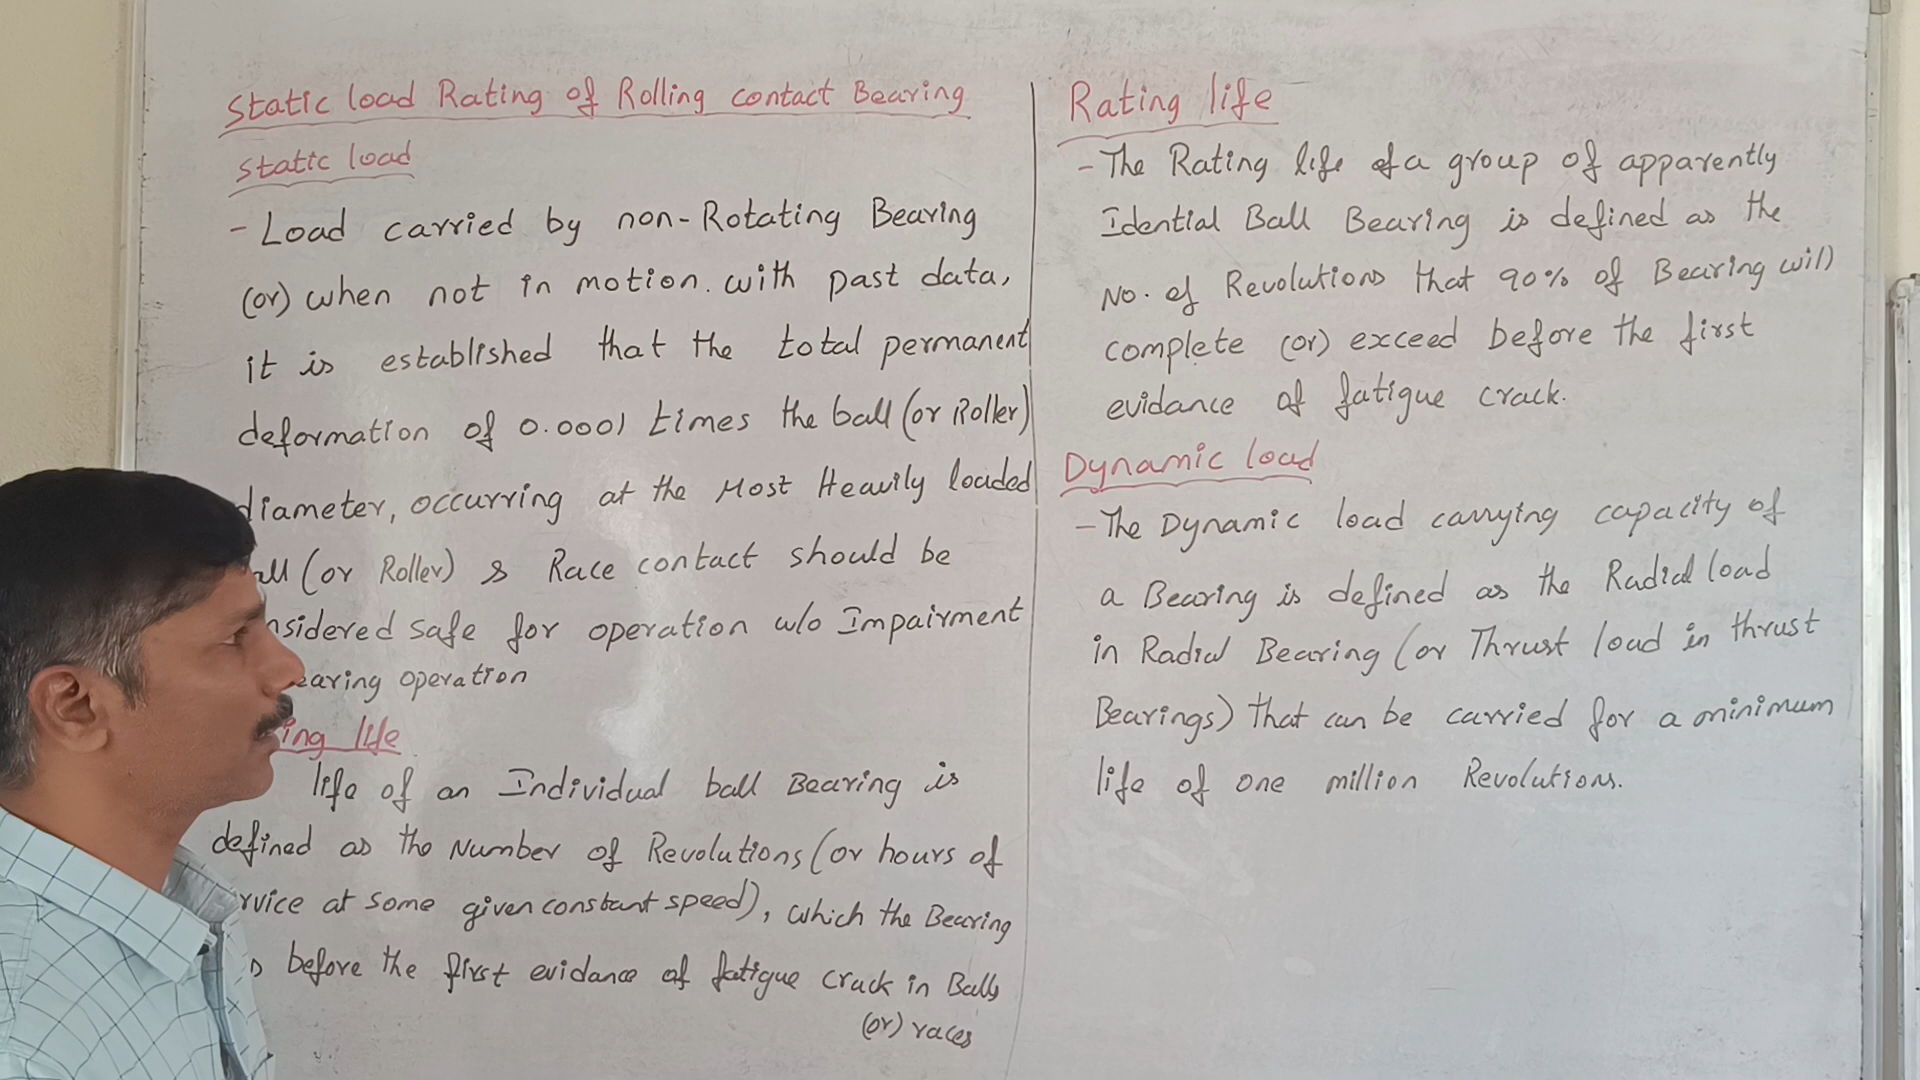 Static load Rating of Rolling contact Bearing
Static load
- Load carried by non-Rotating Bearing
(or) when not in motion. with past data,
it is established that the total permanent
deformation of 0.0001 times the ball (or Roller)
diameter, occurring at the Most Heavily loaded
(or Roller) & Race contact should be
safe for operation w/o Impairment
operation
life
life of an Individual ball Bearing is
defined as the Number of Revolutions (or hours of
at some given constant speed), which the Bearing
before the first evidance of fatigue crack in Balls
(or) races
Rating life
- The Rating life of a group of apparently
Idential Ball Bearing is defined as the
No. of Revolutions that 90% of Bearing will
complete (or) exceed before the first
evidance of fatigue crack.
Dynamic load
- The Dynamic load carrying capacity of
a Bearing is defined as the Radial load
in Radial Bearing (or Thrust load in thrust
Bearings) that can be carried for a minimum
life of one million Revolutions.